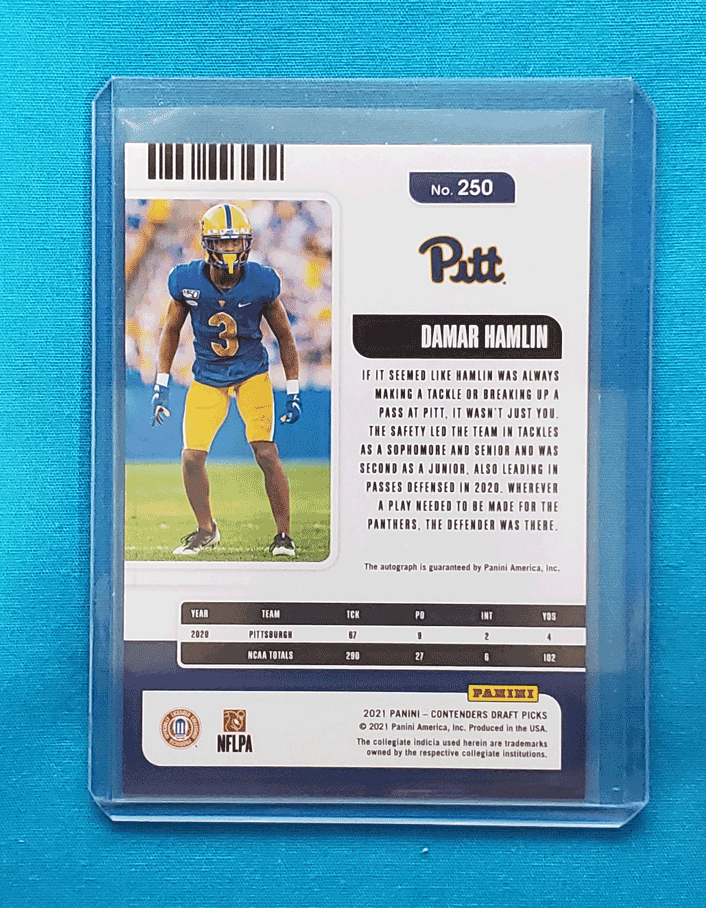 No. 250
Pitt
DAMAR HAMLIN
3
150
IF IT SEEMED LIKE HAMLIN WAS ALWAYS
MAKING A TACKLE OR BREAKING UP A
PASS AT PITT, IT WASN'T JUST YOU.
THE SAFETY LED THE TEAM IN TACKLES
AS A SOPHOMORE AND SENIOR AND WAS
SECOND AS A JUNIOR, ALSO LEADING IN
PASSES DEFENSED IN 2020. WHEREVER
A PLAY NEEDED TO BE MADE FOR THE
PANTHERS, THE DEFENDER WAS THERE.
The autograph is guaranteed by Panini America, Inc.
YEAR TEAM TCK PD INT YDS
2020 PITTSBURGH 67 9 2 4
NCAA TOTALS 290 27 6 102
PANINI
2021 PANINI – CONTENDERS DRAFT PICKS
© 2021 Panini America, Inc. Produced in the USA.
The collegiate indicia used herein are trademarks
owned by the respective collegiate institutions.
NFLPA